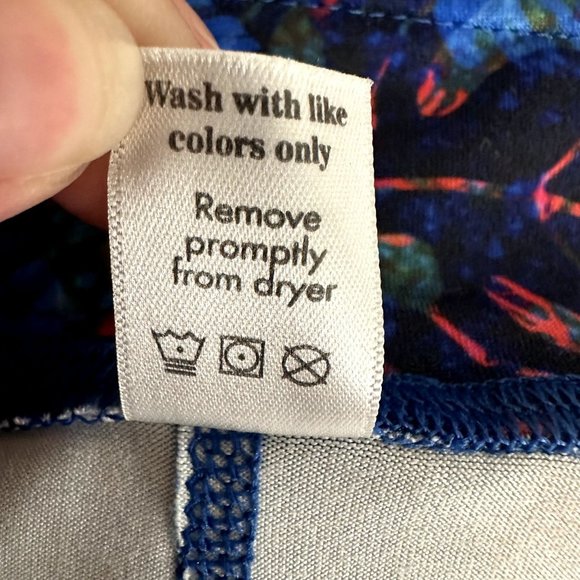 Wash with like
colors only
Remove
promptly
from dryer